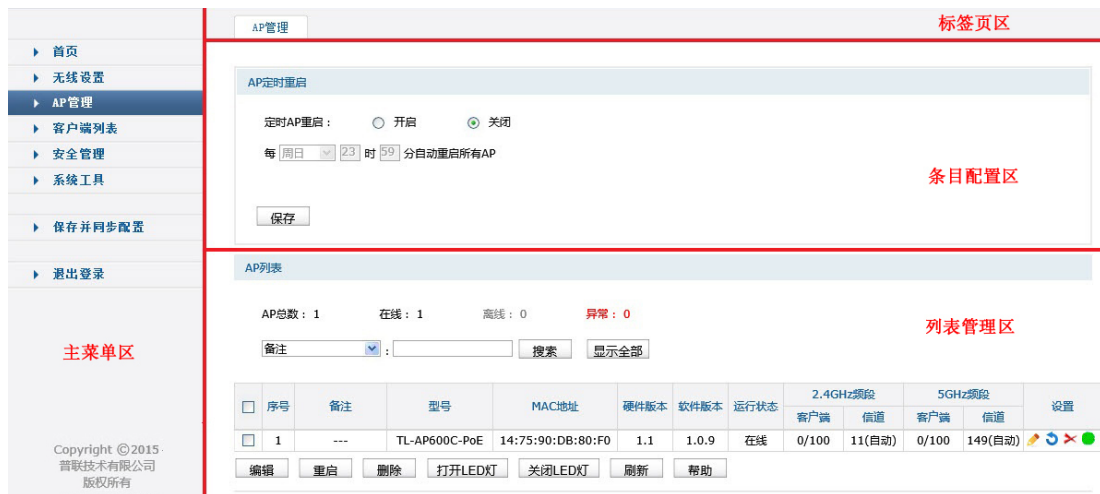 AP管理
标签页区
首页
无线设置
AP管理
客户端列表
安全管理
系统工具
保存并同步配置
退出登录
主菜单区
Copyright ©2015
普联技术有限公司
版权所有
AP定时重启
定时AP重启： 开启 关闭
每 周日 23 时 59 分自动重启所有AP
条目配置区
保存
AP列表
AP总数：1 在线：1 离线：0 异常：0
列表管理区
备注 : 搜索 显示全部
序号 备注 型号 MAC地址 硬件版本 软件版本 运行状态 2.4GHz频段 5GHz频段 设置
客户端 信道 客户端 信道
1 --- TL-AP600C-PoE 14:75:90:DB:80:F0 1.1 1.0.9 在线 0/100 11(自动) 0/100 149(自动)
编辑 重启 删除 打开LED灯 关闭LED灯 刷新 帮助